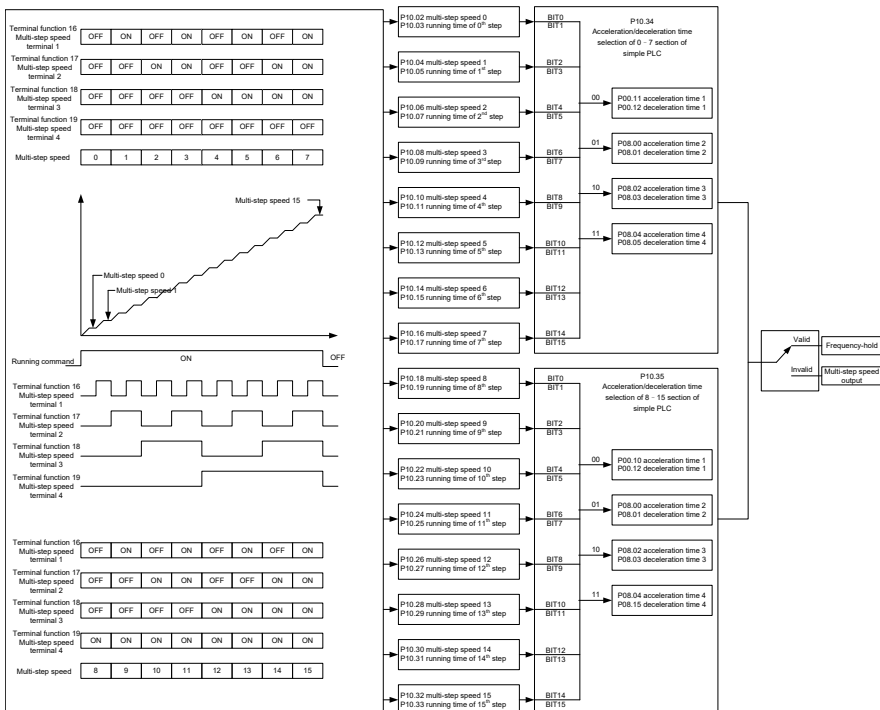 Terminal function 16
Multi-step speed
terminal 1
OFF ON OFF ON OFF ON OFF ON
Terminal function 17
Multi-step speed
terminal 2
OFF OFF ON ON OFF OFF ON ON
Terminal function 18
Multi-step speed
terminal 3
OFF OFF OFF OFF ON ON ON ON
Terminal function 19
Multi-step speed
terminal 4
OFF OFF OFF OFF OFF OFF OFF OFF
Multi-step speed
0 1 2 3 4 5 6 7
Multi-step speed 15
Multi-step speed 0
Multi-step speed 1
Running command
ON
OFF
Terminal function 16
Multi-step speed
terminal 1
Terminal function 17
Multi-step speed
terminal 2
Terminal function 18
Multi-step speed
terminal 3
Terminal function 19
Multi-step speed
terminal 4
Terminal function 16
Multi-step speed
terminal 1
OFF ON OFF ON OFF ON OFF ON
Terminal function 17
Multi-step speed
terminal 2
OFF OFF ON ON OFF OFF ON ON
Terminal function 18
Multi-step speed
terminal 3
OFF OFF OFF OFF ON ON ON ON
Terminal function 19
Multi-step speed
terminal 4
ON ON ON ON ON ON ON ON
Multi-step speed
8 9 10 11 12 13 14 15
P10.02 multi-step speed 0
P10.03 running time of 0th step
P10.04 multi-step speed 1
P10.05 running time of 1st step
P10.06 multi-step speed 2
P10.07 running time of 2nd step
P10.08 multi-step speed 3
P10.09 running time of 3rd step
P10.10 multi-step speed 4
P10.11 running time of 4th step
P10.12 multi-step speed 5
P10.13 running time of 5th step
P10.14 multi-step speed 6
P10.15 running time of 6th step
P10.16 multi-step speed 7
P10.17 running time of 7th step
P10.18 multi-step speed 8
P10.19 running time of 8th step
P10.20 multi-step speed 9
P10.21 running time of 9th step
P10.22 multi-step speed 10
P10.23 running time of 10th step
P10.24 multi-step speed 11
P10.25 running time of 11th step
P10.26 multi-step speed 12
P10.27 running time of 12th step
P10.28 multi-step speed 13
P10.29 running time of 13th step
P10.30 multi-step speed 14
P10.31 running time of 14th step
P10.32 multi-step speed 15
P10.33 running time of 15th step
BIT0
BIT1
BIT2
BIT3
BIT4
BIT5
BIT6
BIT7
BIT8
BIT9
BIT10
BIT11
BIT12
BIT13
BIT14
BIT15
P10.34
Acceleration/deceleration time
selection of 0 - 7 section of
simple PLC
00
P00.11 acceleration time 1
P00.12 deceleration time 1
01
P08.00 acceleration time 2
P08.01 deceleration time 2
10
P08.02 acceleration time 3
P08.03 deceleration time 3
11
P08.04 acceleration time 4
P08.05 deceleration time 4
BIT0
BIT1
BIT2
BIT3
BIT4
BIT5
BIT6
BIT7
BIT8
BIT9
BIT10
BIT11
BIT12
BIT13
BIT14
BIT15
P10.35
Acceleration/deceleration time
selection of 8 - 15 section of
simple PLC
00
P00.10 acceleration time 1
P00.12 deceleration time 1
01
P08.00 acceleration time 2
P08.01 deceleration time 2
10
P08.02 acceleration time 3
P08.03 deceleration time 3
11
P08.04 acceleration time 4
P08.15 deceleration time 4
Valid
Frequency-hold
Invalid
Multi-step speed
output